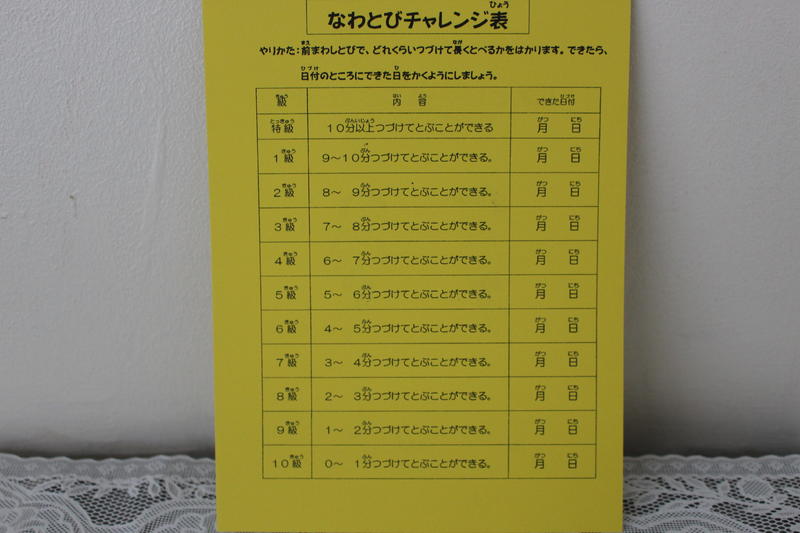 なわとびチャレンジ表
やりかた：前まわしとびで、どれくらいつづけて長くとべるかをはかります。できたら、
日付のところにできた日をかくようにしましょう。
級 内 容 できた日付
特級 10分以上つづけてとぶことができる 月 日
1級 9～10分つづけてとぶことができる。 月 日
2級 8～ 9分つづけてとぶことができる。 月 日
3級 7～ 8分つづけてとぶことができる。 月 日
4級 6～ 7分つづけてとぶことができる。 月 日
5級 5～ 6分つづけてとぶことができる。 月 日
6級 4～ 5分つづけてとぶことができる。 月 日
7級 3～ 4分つづけてとぶことができる。 月 日
8級 2～ 3分つづけてとぶことができる。 月 日
9級 1～ 2分つづけてとぶことができる。 月 日
10級 0～ 1分つづけてとぶことができる。 月 日